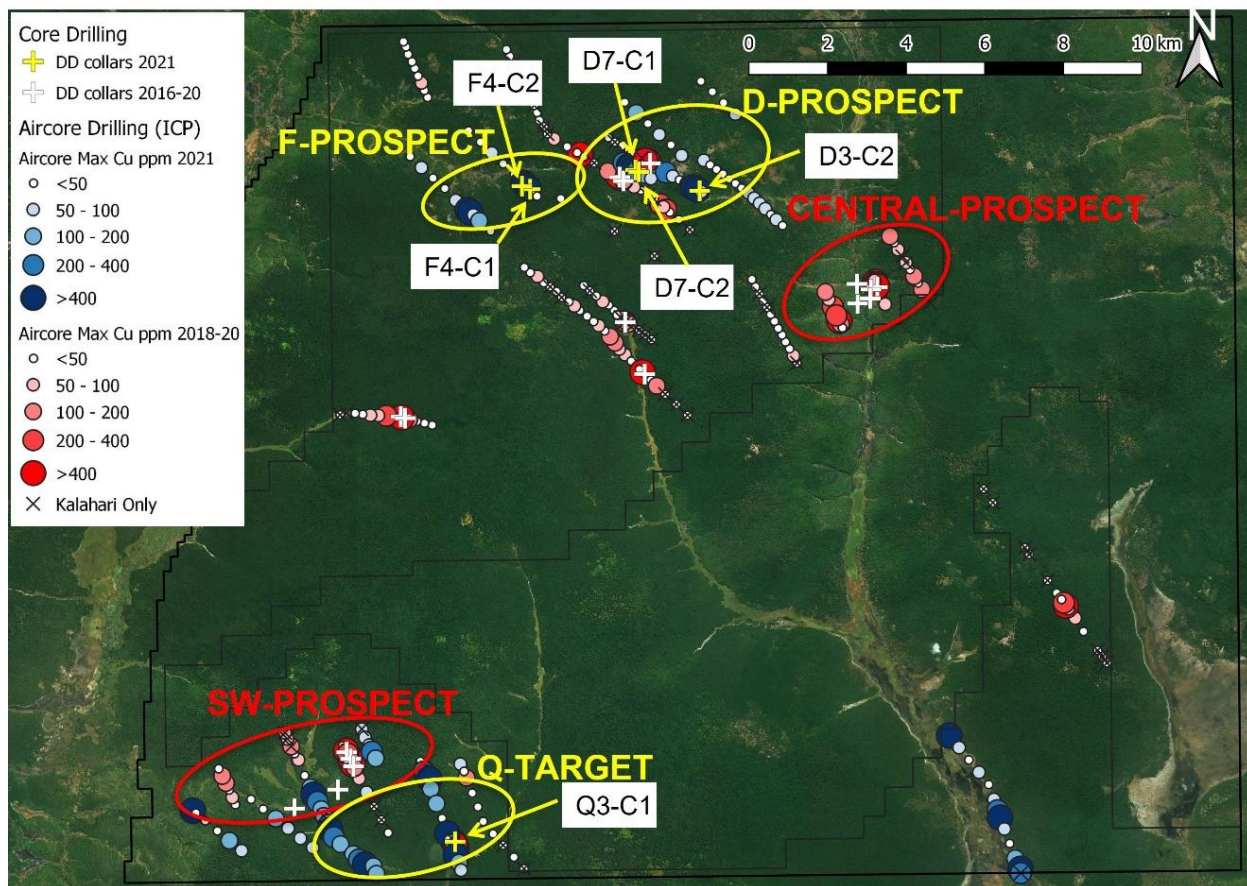 Core Drilling
DD collars 2021
DD collars 2016-20
Aircore Drilling (ICP)
Aircore Max Cu ppm 2021
<50
50 - 100
100 - 200
200 - 400
>400
Aircore Max Cu ppm 2018-20
<50
50 - 100
100 - 200
200 - 400
>400
Kalahari Only
N
0 2 4 6 8 10 km
F4-C2
D7-C1
D-PROSPECT
F-PROSPECT
D3-C2
CENTRAL-PROSPECT
F4-C1
D7-C2
SW-PROSPECT
Q-TARGET
Q3-C1